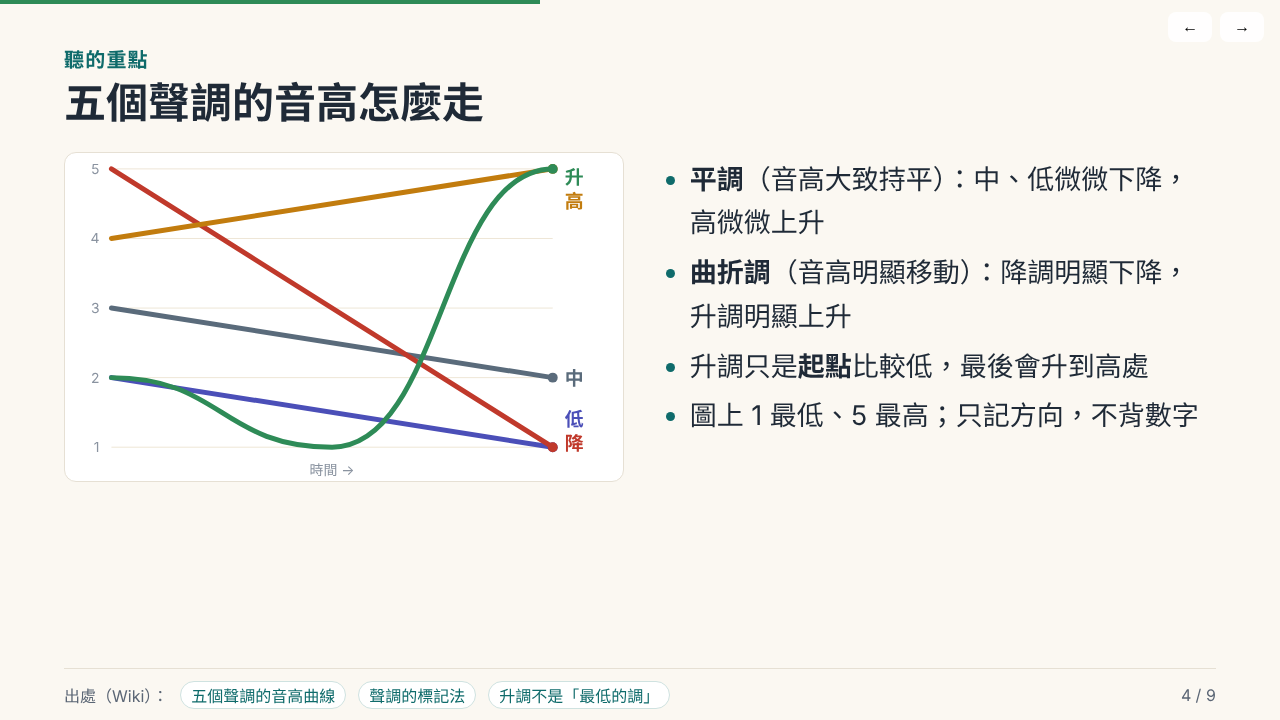 ← →
聽的重點
五個聲調的音高怎麼走
5
4
3
2
1
升
高
中
低
降
時間 →
平調（音高大致持平）：中、低微微下降，
高微微上升
曲折調（音高明顯移動）：降調明顯下降，
升調明顯上升
升調只是起點比較低，最後會升到高處
圖上 1 最低、5 最高；只記方向，不背數字
出處（Wiki）： 五個聲調的音高曲線 聲調的標記法 升調不是「最低的調」
4 / 9